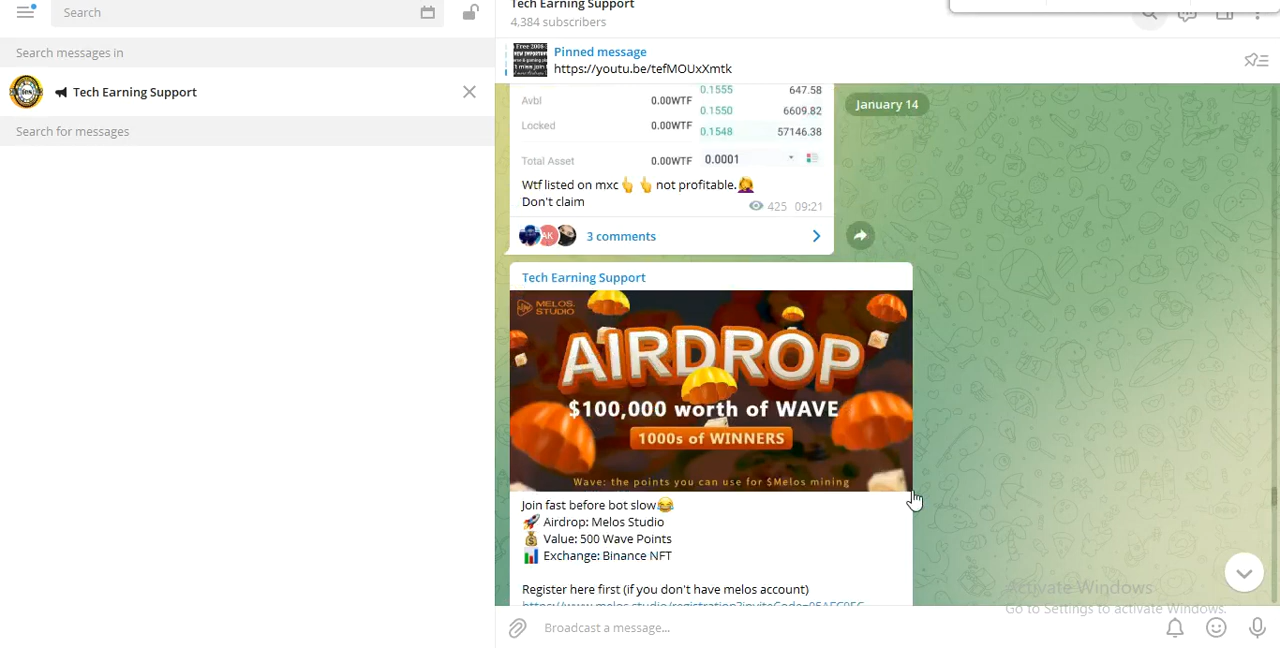 Search
Search messages in
Tech Earning Support
Search for messages
Tech Earning Support
4,384 subscribers
Pinned message
https://youtu.be/tefMOUxXmtk
January 14
Avbl 0.00WTF 0.1555 647.58
0.1550 6609.82
Locked 0.00WTF
0.1548 57146.38
Total Asset 0.00WTF 0.0001
Wtf listed on mxc👆👆not profitable.🤦‍♀️
Don't claim
425 09:21
AK
3 comments
Tech Earning Support
MELOS.
STUDIO
AIRDROP
$100,000 worth of WAVE
1000s of WINNERS
Wave: the points you can use for $Melos mining
Join fast before bot slow😂
🚀 Airdrop: Melos Studio
💰 Value: 500 Wave Points
📊 Exchange: Binance NFT
Register here first (if you don't have melos account)
Activate Windows
Go to Settings to activate Windows.
Broadcast a message...